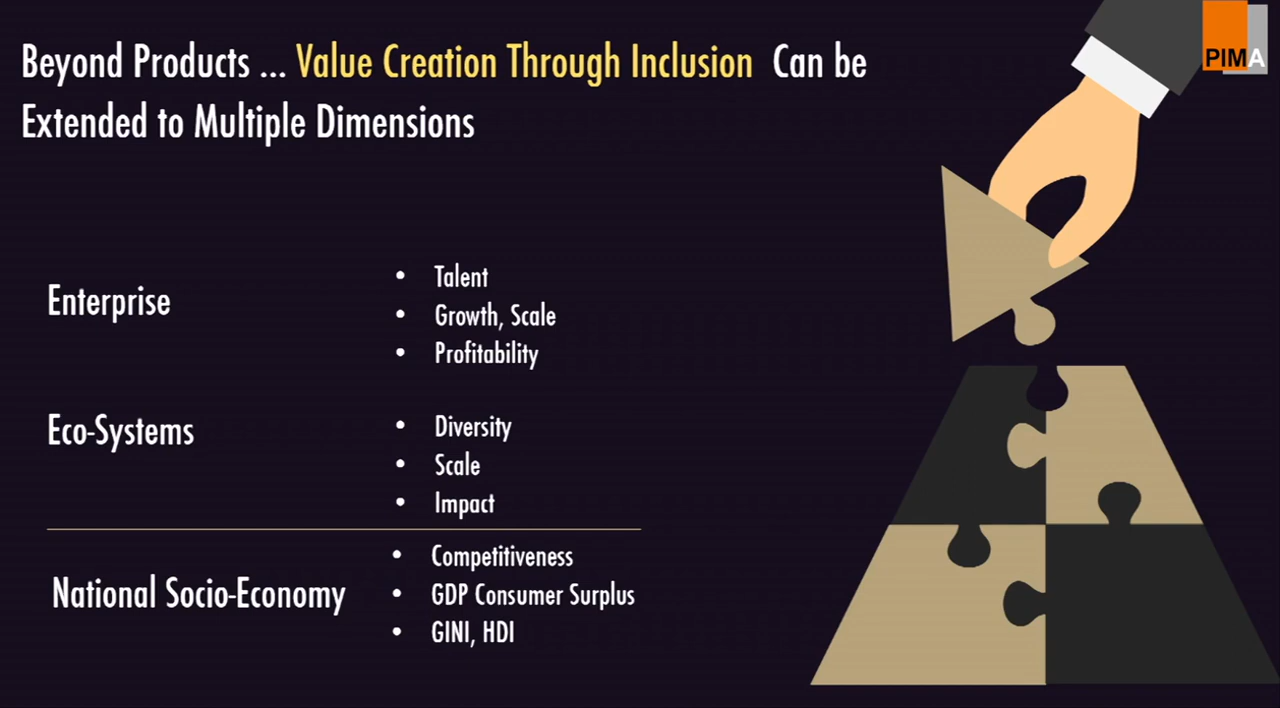 Beyond Products ... Value Creation Through Inclusion Can be
Extended to Multiple Dimensions
PIMA
Enterprise
• Talent
• Growth, Scale
• Profitability
Eco-Systems
• Diversity
• Scale
• Impact
National Socio-Economy
• Competitiveness
• GDP Consumer Surplus
• GINI, HDI